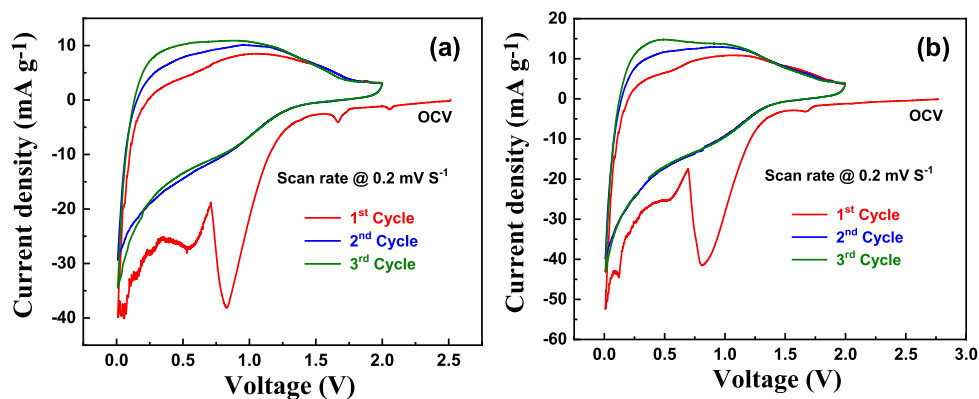 (a)
Current density (mA g-1)
10
0
-10
-20
-30
-40
OCV
Scan rate @ 0.2 mV S⁻¹
1ˢᵗ Cycle
2ⁿᵈ Cycle
3ʳᵈ Cycle
0.0 0.5 1.0 1.5 2.0 2.5
Voltage (V)
(b)
Current density (mA g-1)
20
10
0
-10
-20
-30
-40
-50
-60
OCV
Scan rate @ 0.2 mV S⁻¹
1ˢᵗ Cycle
2ⁿᵈ Cycle
3ʳᵈ Cycle
0.0 0.5 1.0 1.5 2.0 2.5 3.0
Voltage (V)